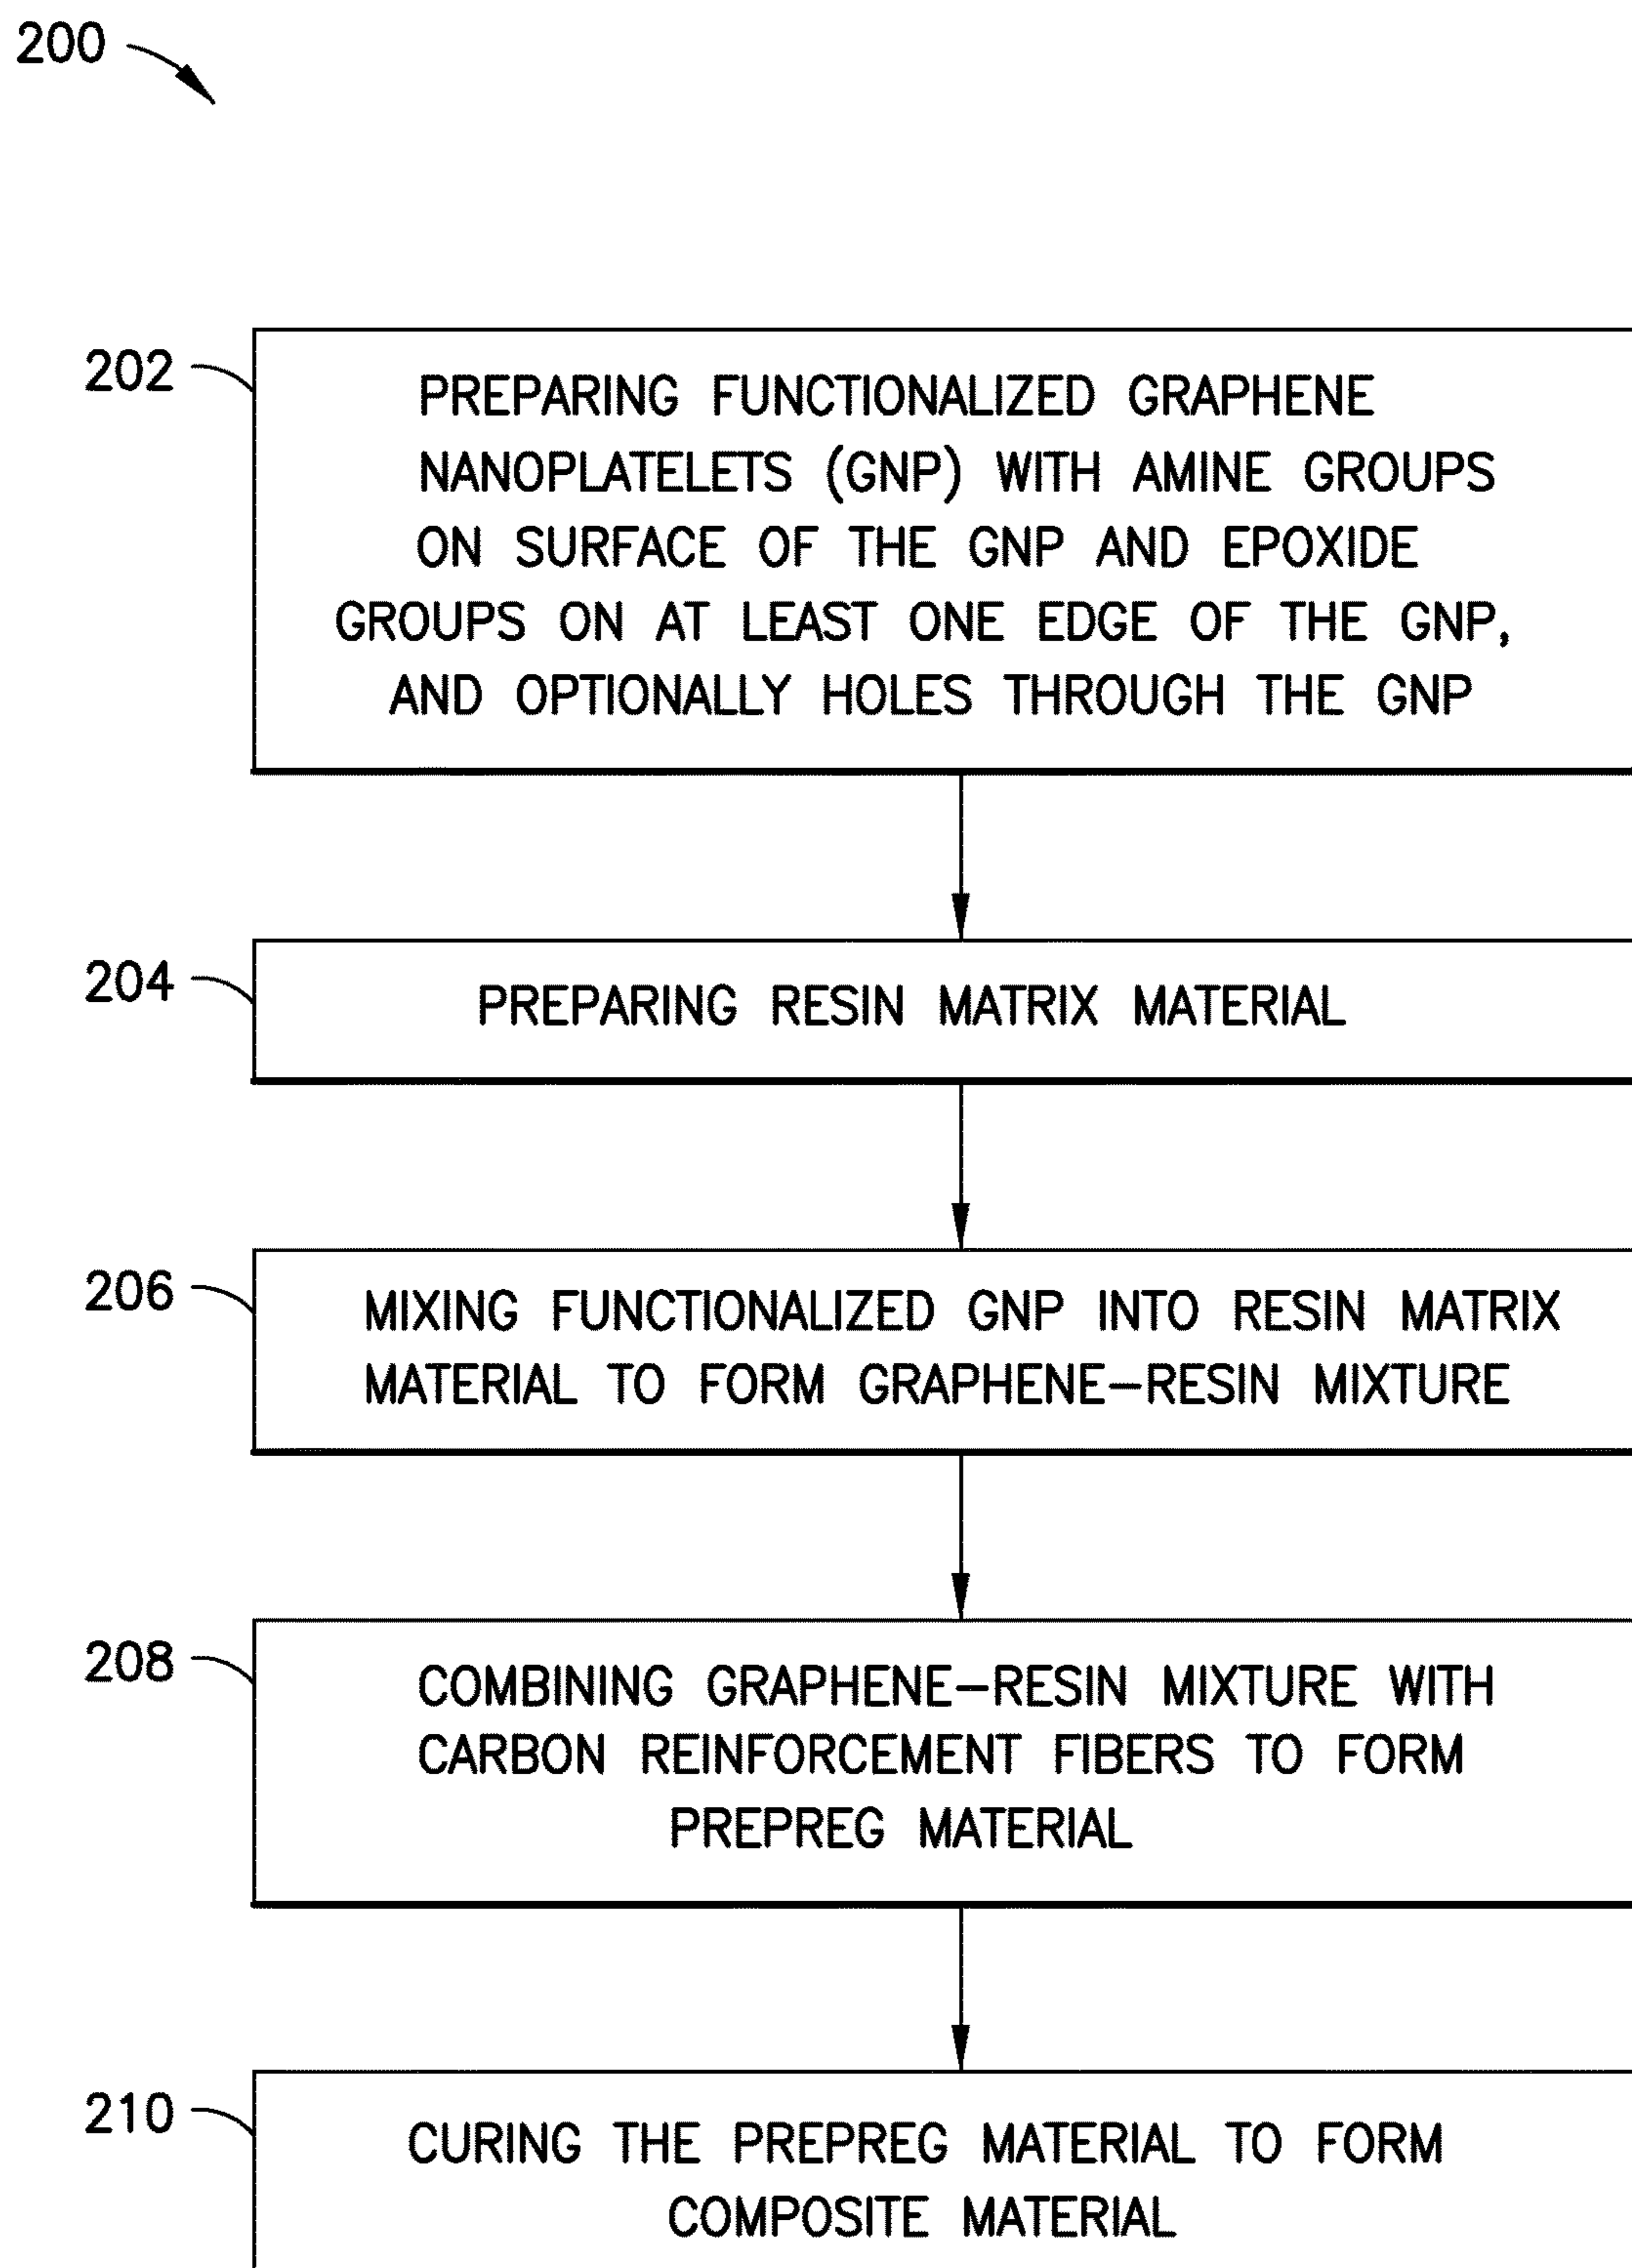 200
202
PREPARING FUNCTIONALIZED GRAPHENE
NANOPLATELETS (GNP) WITH AMINE GROUPS
ON SURFACE OF THE GNP AND EPOXIDE
GROUPS ON AT LEAST ONE EDGE OF THE GNP,
AND OPTIONALLY HOLES THROUGH THE GNP
204
PREPARING RESIN MATRIX MATERIAL
206
MIXING FUNCTIONALIZED GNP INTO RESIN MATRIX
MATERIAL TO FORM GRAPHENE-RESIN MIXTURE
208
COMBINING GRAPHENE-RESIN MIXTURE WITH
CARBON REINFORCEMENT FIBERS TO FORM
PREPREG MATERIAL
210
CURING THE PREPREG MATERIAL TO FORM
COMPOSITE MATERIAL